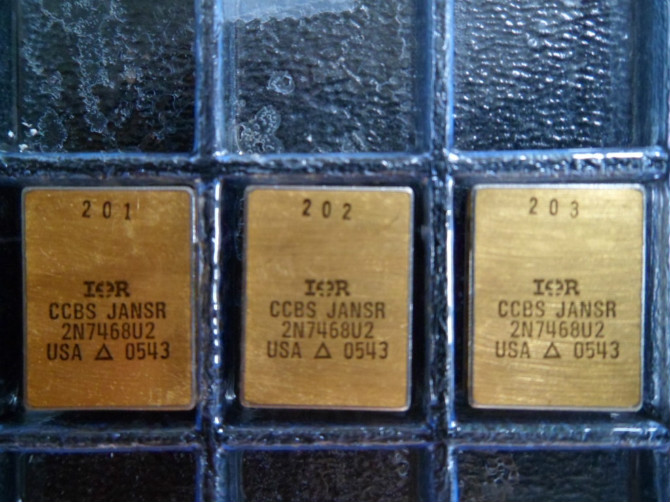 201
IOR
CCBS JANSR
2N7468U2
USA △ 0543
202
IOR
CCBS JANSR
2N7468U2
USA △ 0543
203
IOR
CCBS JANSR
2N7468U2
USA △ 0543